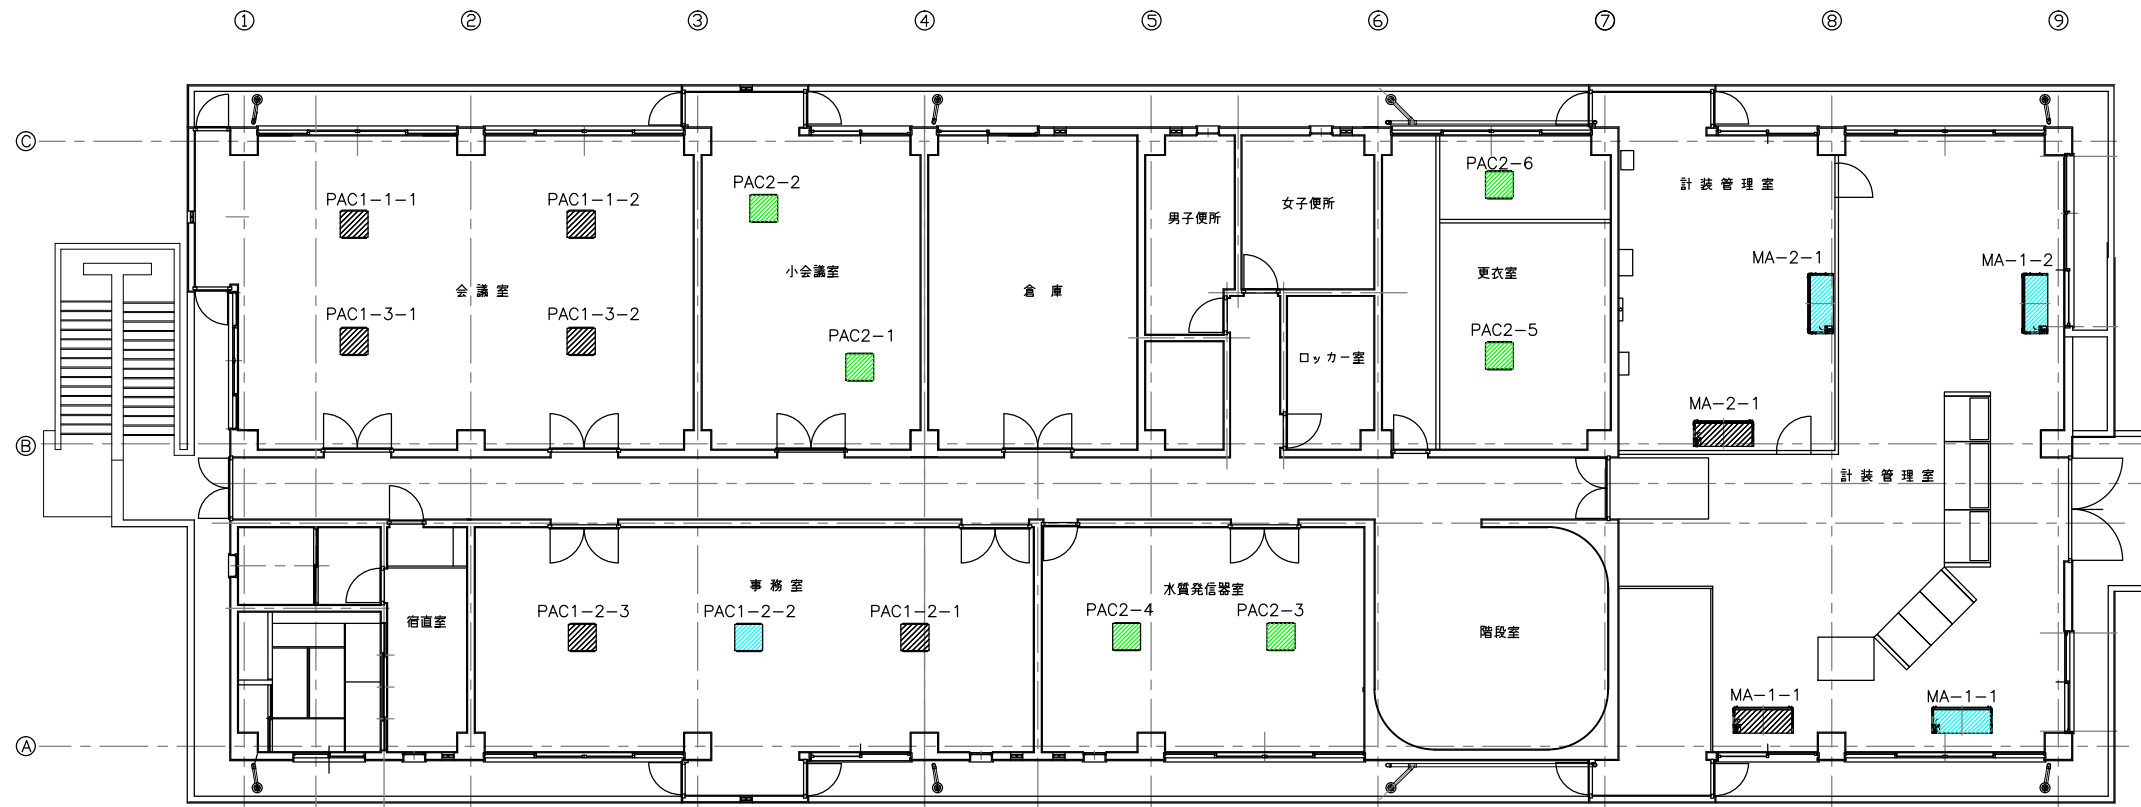 ① ② ③ ④ ⑤ ⑥ ⑦ ⑧ ⑨
Ⓒ
PAC2-6
PAC2-2
計装管理室
PAC1-1-1
PAC1-1-2
女子便所
男子便所
MA-2-1
MA-1-2
小会議室
更衣室
会議室
倉庫
PAC1-3-1
PAC1-3-2
PAC2-5
PAC2-1
ロッカー室
MA-2-1
Ⓑ
計装管理室
事務室
水質発信器室
PAC1-2-3
PAC1-2-2
PAC1-2-1
PAC2-4
PAC2-3
宿直室
階段室
MA-1-1
MA-1-1
Ⓐ